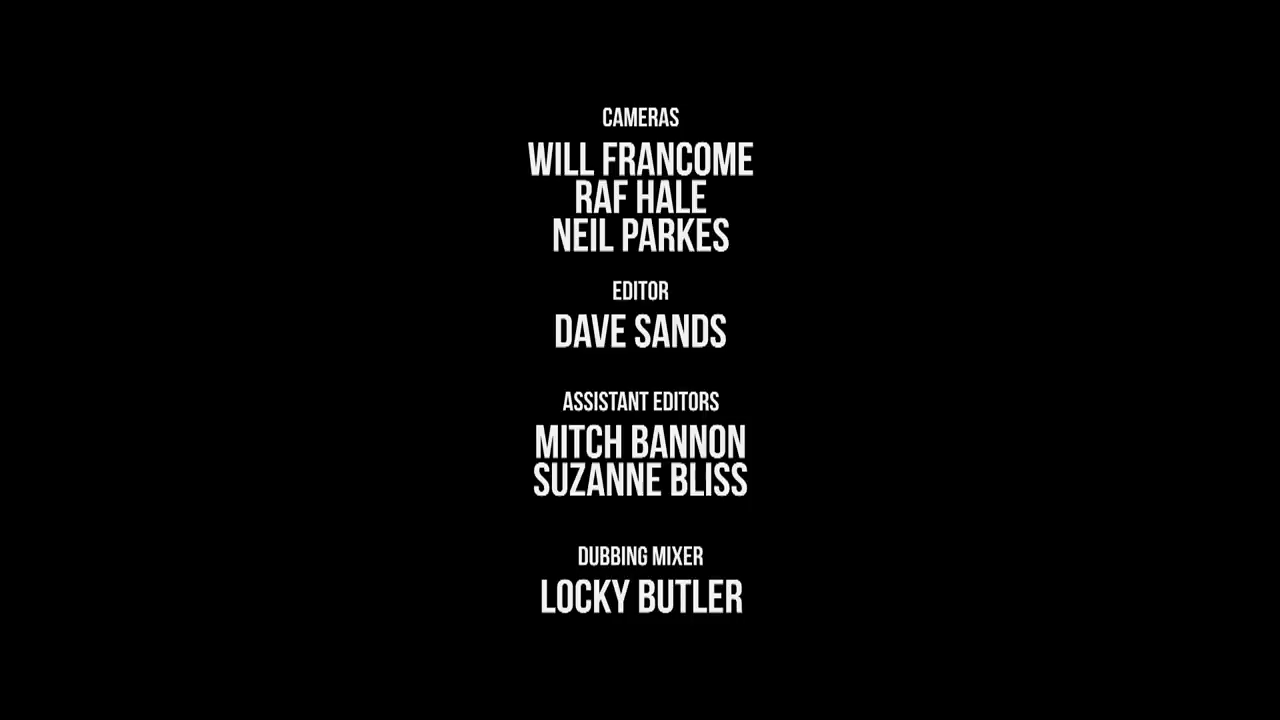 CAMERAS
WILL FRANCOME
RAF HALE
NEIL PARKES
EDITOR
DAVE SANDS
ASSISTANT EDITORS
MITCH BANNON
SUZANNE BLISS
DUBBING MIXER
LOCKY BUTLER